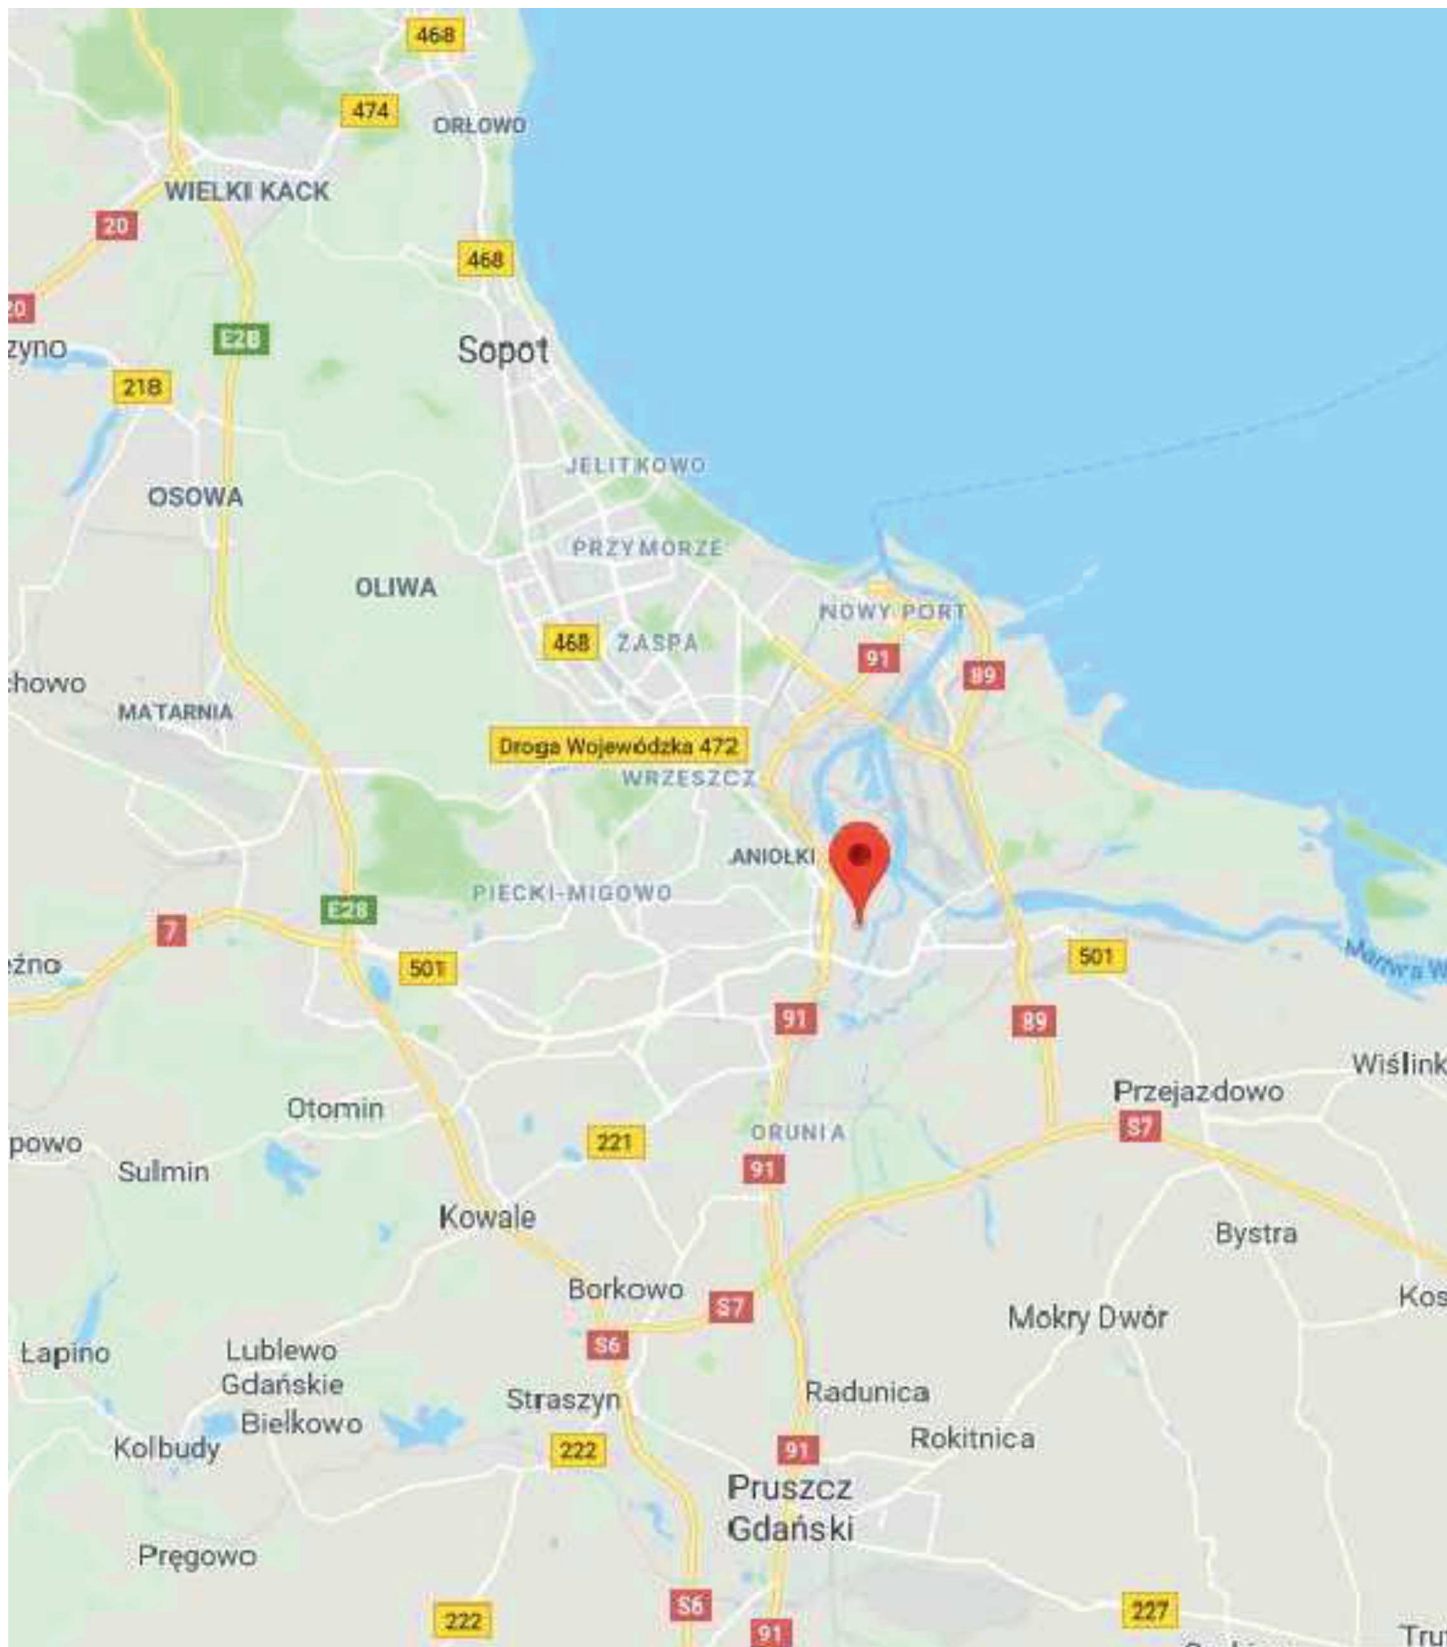 468
474
ORŁOWO
WIELKI KACK
20
468
20
E28
Sopot
zyno
218
JELITKOWO
OSOWA
PRZYMORZE
OLIWA
NOWY PORT
468
ZASPA
91
89
chowo
MATARNIA
Droga Wojewódzka 472
WRZESZCZ
ANIOŁKI
PIECKI-MIGOWO
E28
7
501
501
eźno
Martwa W
91
89
Wiślink
Przejazdowo
Otomin
S7
ORUNIA
221
powo
91
Sulmin
Kowale
Bystra
Borkowo
S7
Kos
Mokry Dwór
S6
Łapino
Lublewo
Gdańskie
Radunica
Straszyn
Bielkowo
Rokitnica
Kolbudy
222
91
Pruszcz
Gdański
Pręgowo
S6
222
227
91
Tru